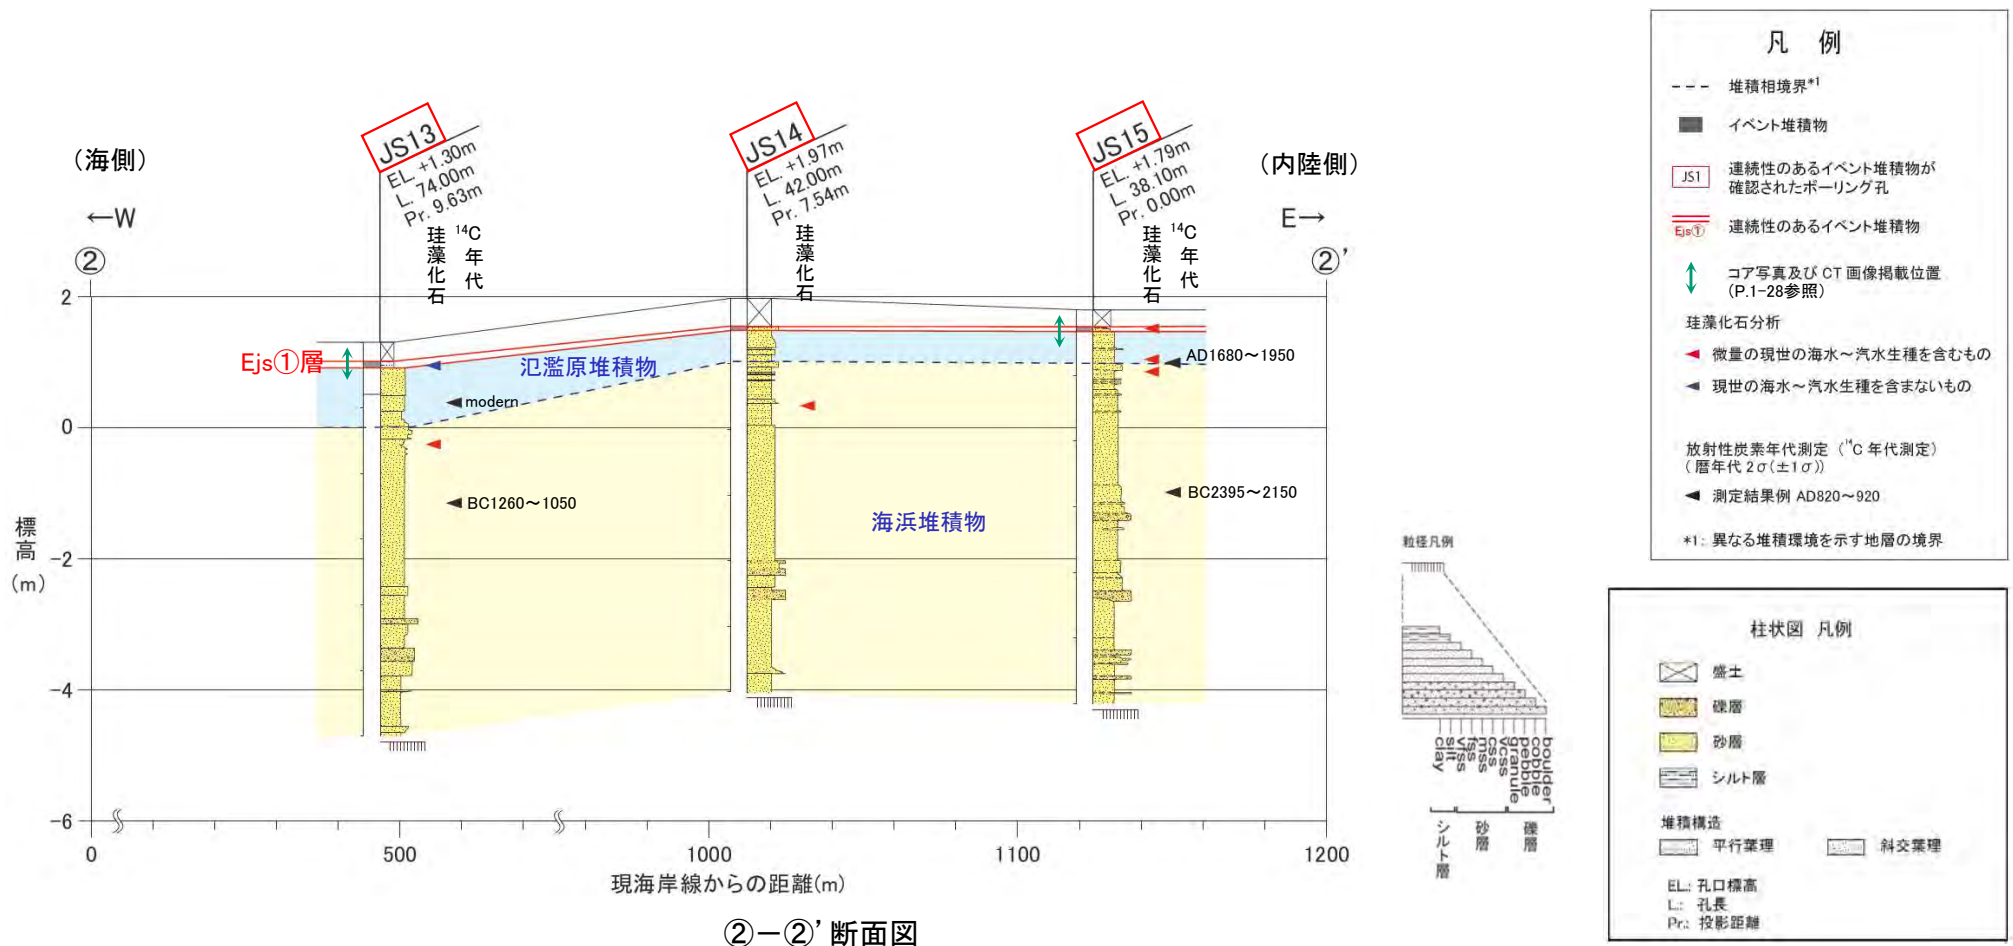 (海側)
←W
②
JS13
EL. +1.30m
L. 74.00m
Pr. 9.63m
珪藻化石
¹⁴C年代
JS14
EL. +1.97m
L. 42.00m
Pr. 7.54m
珪藻化石
JS15
EL. +1.79m
L. 38.10m
Pr. 0.00m
珪藻化石
¹⁴C年代
(内陸側)
E→
②'
2
0
-2
-4
-6
標高
(m)
Ejs①層
氾濫原堆積物
modern
BC1260～1050
海浜堆積物
AD1680～1950
BC2395～2150
0
500
1000
1100
1200
現海岸線からの距離(m)
②－②' 断面図
凡 例
堆積相境界*1
イベント堆積物
JS1
連続性のあるイベント堆積物が
確認されたボーリング孔
Ejs①
連続性のあるイベント堆積物
コア写真及び CT 画像掲載位置
(P.1-28参照)
珪藻化石分析
微量の現世の海水～汽水生種を含むもの
現世の海水～汽水生種を含まないもの
放射性炭素年代測定 (¹⁴C 年代測定)
(暦年代 2σ(±1σ))
測定結果例 AD820～920
*1: 異なる堆積環境を示す地層の境界
粒径凡例
clay
silt
vfss
fss
mss
css
vcss
granule
pebble
cobble
boulder
シルト層
砂層
礫層
柱状図 凡例
盛土
礫層
砂層
シルト層
堆積構造
平行葉理
斜交葉理
EL.: 孔口標高
L.: 孔長
Pr.: 投影距離